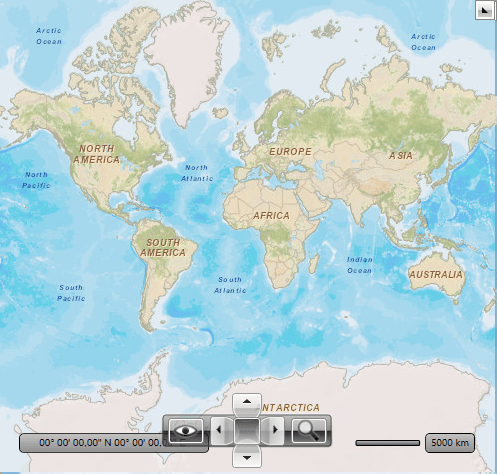 Arctic
Ocean
Arctic
Ocean
NORTH
AMERICA
EUROPE
ASIA
North
Pacific
North
Atlantic
AFRICA
SOUTH
AMERICA
Indian
Ocean
AUSTRALIA
South
Pacific
South
Atlantic
NTARCTICA
00° 00' 00,00" N 00° 00' 00,
5000 km